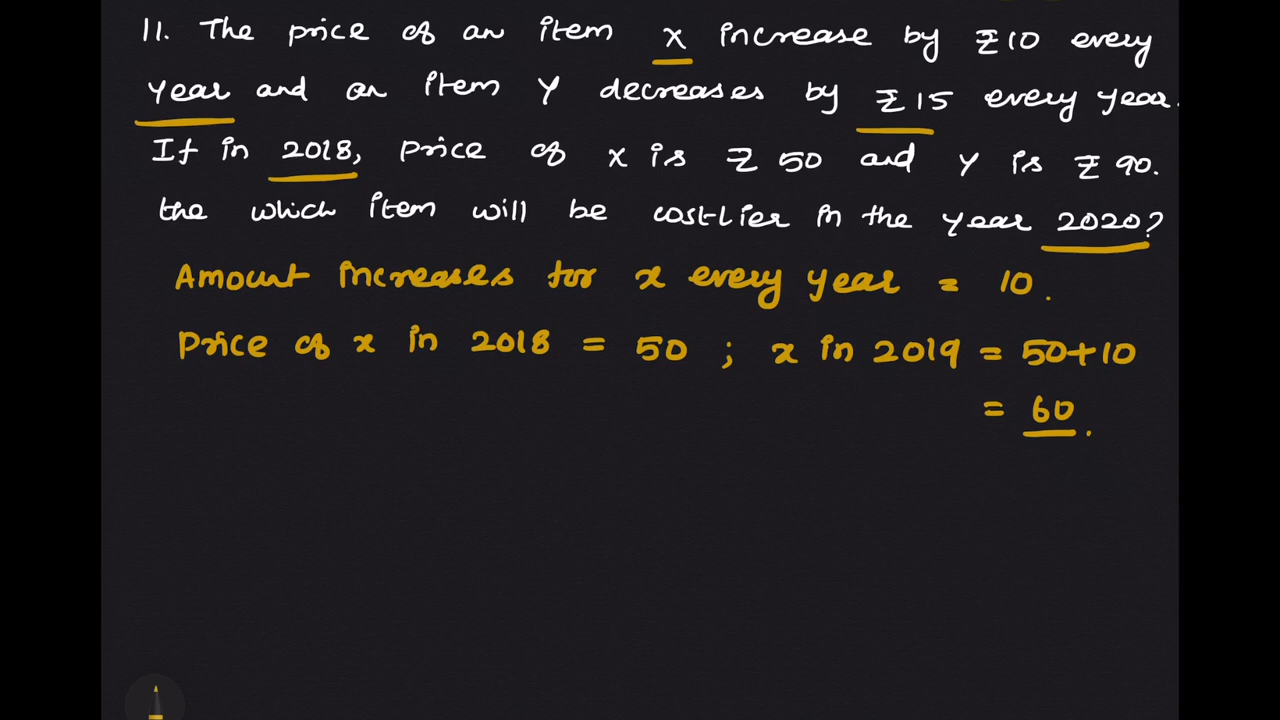 11. The price of an item x increase by ₹10 every
year and an item Y decreases by ₹15 every year.
If in 2018, price of x is ₹50 and Y is ₹90.
the which item will be costlier in the year 2020?
Amount increases for x every year = 10.
Price of x in 2018 = 50 ; x in 2019 = 50+10
= 60.